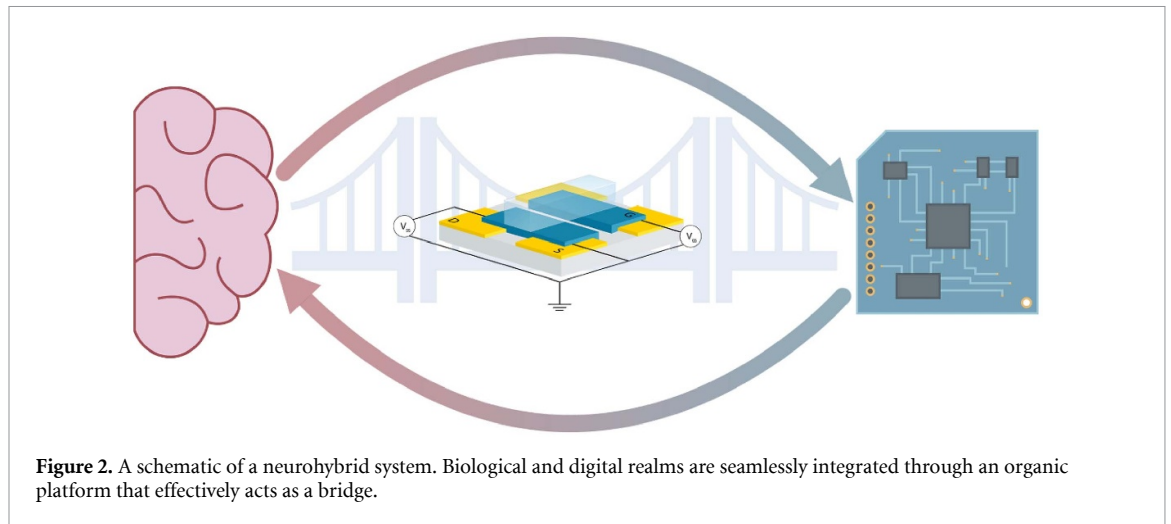 D
G
S
Figure 2. A schematic of a neurohybrid system. Biological and digital realms are seamlessly integrated through an organic
platform that effectively acts as a bridge.